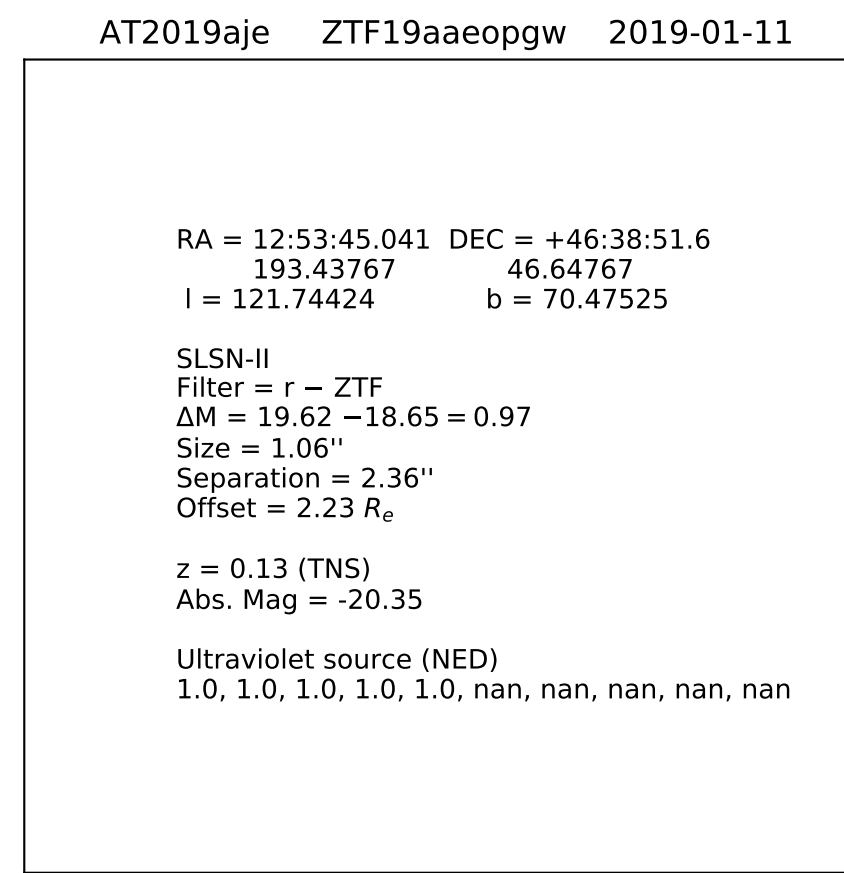 AT2019aje ZTF19aaeopgw 2019-01-11
RA = 12:53:45.041 DEC = +46:38:51.6
193.43767 46.64767
l = 121.74424 b = 70.47525
SLSN-II
Filter = r − ZTF
ΔM = 19.62 −18.65 = 0.97
Size = 1.06''
Separation = 2.36''
Offset = 2.23 Rₑ
z = 0.13 (TNS)
Abs. Mag = -20.35
Ultraviolet source (NED)
1.0, 1.0, 1.0, 1.0, 1.0, nan, nan, nan, nan, nan